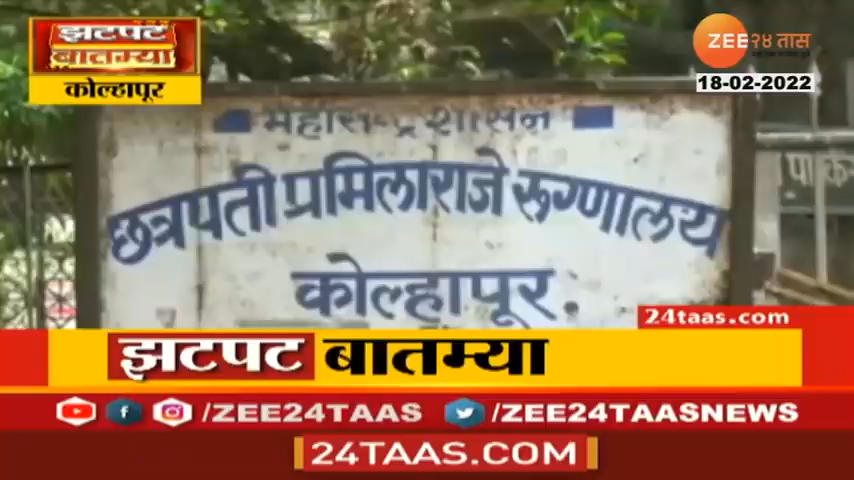 झटपट
बातम्या
कोल्हापूर
ZEE २४ तास
18-02-2022
महाराष्ट्र शासन
छत्रपती प्रमिलाराजे रूग्णालय
कोल्हापूर.
24taas.com
झटपट बातम्या
/ZEE24TAAS
/ZEE24TAASNEWS
24TAAS.COM